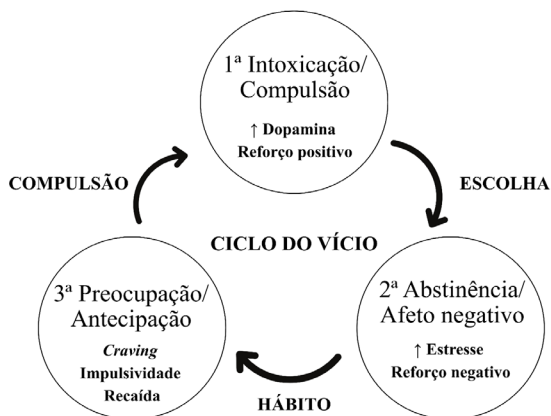 1ª Intoxicação/
Compulsão
↑ Dopamina
Reforço positivo
COMPULSÃO
ESCOLHA
CICLO DO VÍCIO
3ª Preocupação/
Antecipação
Craving
Impulsividade
Recaída
2ª Abstinência/
Afeto negativo
↑ Estresse
Reforço negativo
HÁBITO